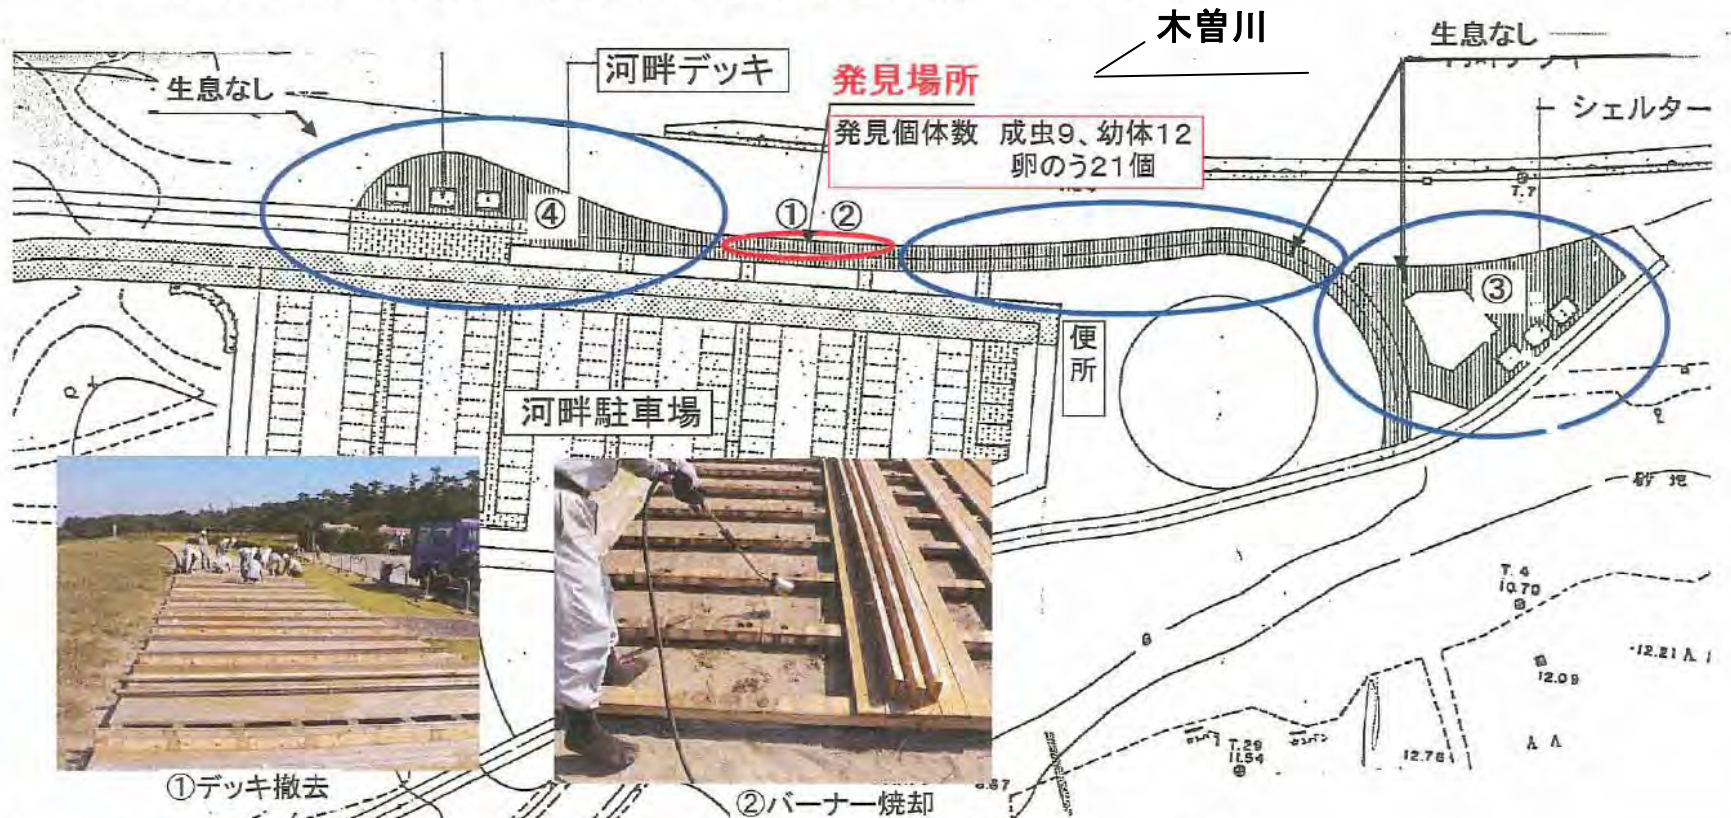 木曽川
生息なし
河畔デッキ
発見場所
生息なし
シェルター
発見個体数 成虫9、幼体12
卵のう21個
T.7
④
① ②
③
便所
河畔駐車場
砂地
T.4
10.70
-12.21
12.09
T.29
11.54
12.76
①デッキ撤去
②バーナー焼却